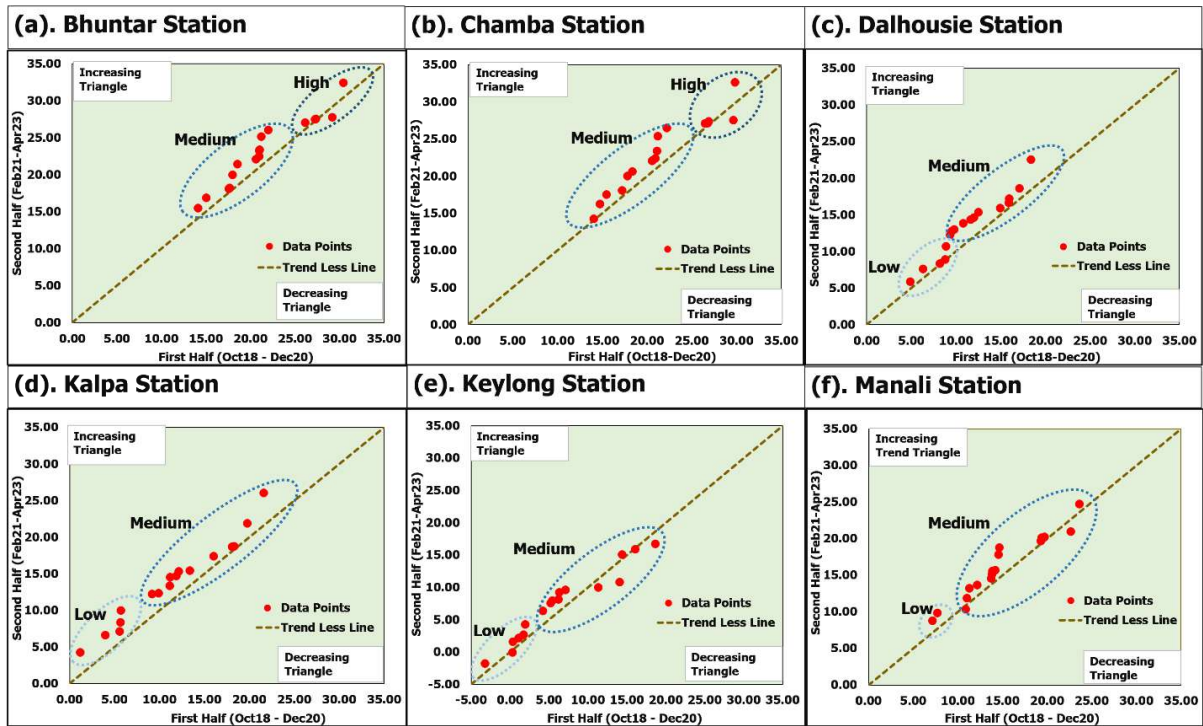 (a). Bhuntar Station
35.00
30.00
25.00
20.00
15.00
10.00
5.00
0.00
Second Half (Feb21-Apr23)
Increasing
Triangle
High
Medium
Data Points
Trend Less Line
Decreasing
Triangle
0.00 5.00 10.00 15.00 20.00 25.00 30.00 35.00
First Half (Oct18 - Dec20)
(b). Chamba Station
35.00
30.00
25.00
20.00
15.00
10.00
5.00
0.00
Second Half (Feb21-Apr23)
Increasing
Triangle
High
Medium
Data Points
Trend Less Line
Decreasing
Triangle
0.00 5.00 10.00 15.00 20.00 25.00 30.00 35.00
First Half (Oct18-Dec20)
(c). Dalhousie Station
35.00
30.00
25.00
20.00
15.00
10.00
5.00
0.00
Second Half (Feb21-Apr23)
Increasing
Triangle
Medium
Low
Data Points
Trend Less Line
Decreasing
Triangle
0.00 5.00 10.00 15.00 20.00 25.00 30.00 35.00
First Half (Oct18-Dec20)
(d). Kalpa Station
35.00
30.00
25.00
20.00
15.00
10.00
5.00
0.00
Second Half (Feb21-Apr23)
Increasing
Triangle
Medium
Low
Data Points
Trend Less Line
Decreasing
Triangle
0.00 5.00 10.00 15.00 20.00 25.00 30.00 35.00
First Half (Oct18 - Dec20)
(e). Keylong Station
35.00
30.00
25.00
20.00
15.00
10.00
5.00
0.00
-5.00
Second Half (Feb21-Apr23)
Increasing
Triangle
Medium
Low
Data Points
Trend Less Line
Decreasing
Triangle
-5.00 0.00 5.00 10.00 15.00 20.00 25.00 30.00 35.00
First Half (Oct18 - Dec20)
(f). Manali Station
35.00
30.00
25.00
20.00
15.00
10.00
5.00
0.00
Second Half (Feb21-Apr23)
Increasing
Trend Triangle
Medium
Low
Data Points
Trend Less Line
Decreasing
Triangle
0.00 5.00 10.00 15.00 20.00 25.00 30.00 35.00
First Half (Oct18 - Dec20)